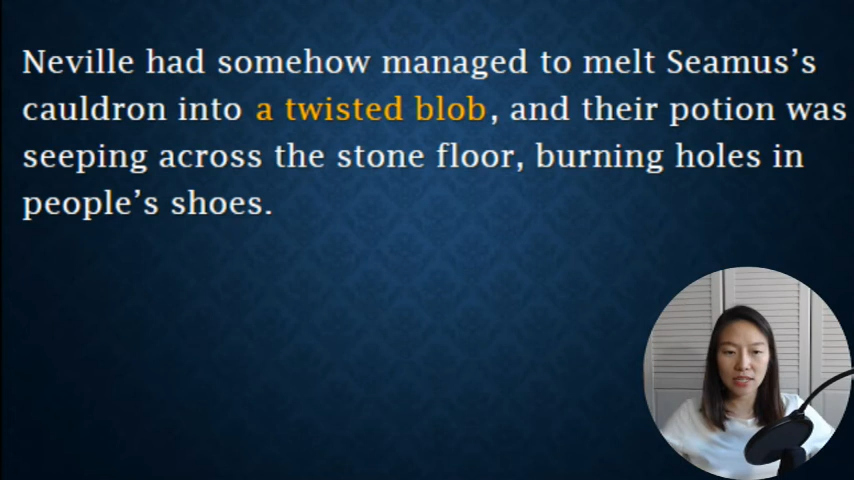 Neville had somehow managed to melt Seamus’s
cauldron into a twisted blob, and their potion was
seeping across the stone floor, burning holes in
people’s shoes.